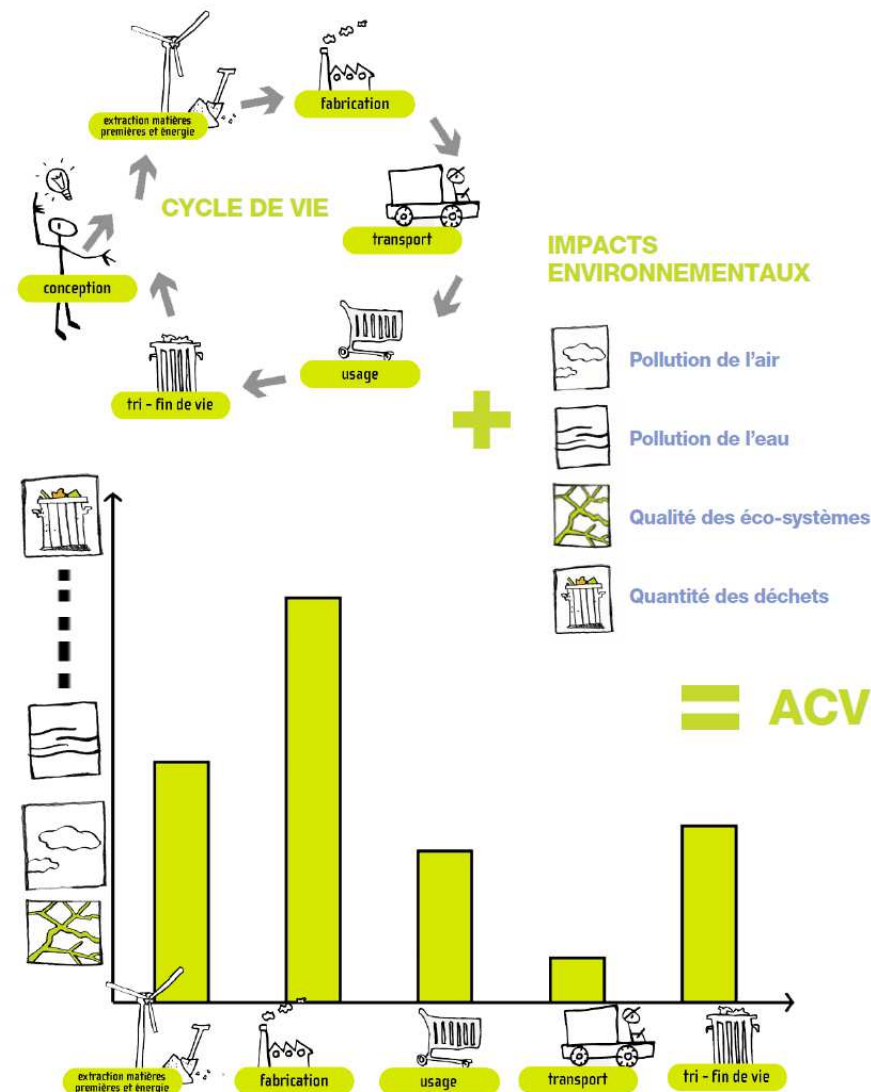 extraction matières
premières et énergie
fabrication
CYCLE DE VIE
transport
conception
usage
tri - fin de vie
IMPACTS
ENVIRONNEMENTAUX
Pollution de l'air
Pollution de l'eau
Qualité des éco-systèmes
Quantité des déchets
= ACV
extraction matières
premières et énergie
fabrication
usage
transport
tri - fin de vie